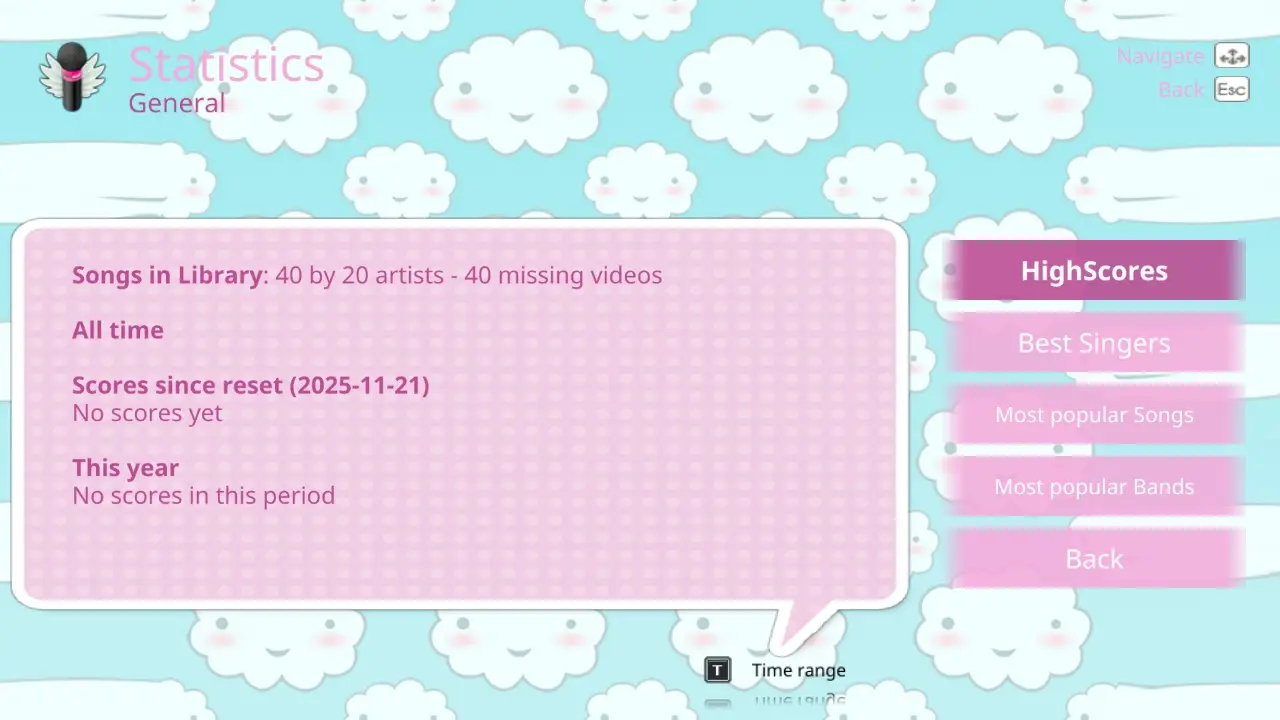 Statistics
General
Navigate
Back Esc
Songs in Library: 40 by 20 artists - 40 missing videos
All time
Scores since reset (2025-11-21)
No scores yet
This year
No scores in this period
HighScores
Best Singers
Most popular Songs
Most popular Bands
Back
T Time range